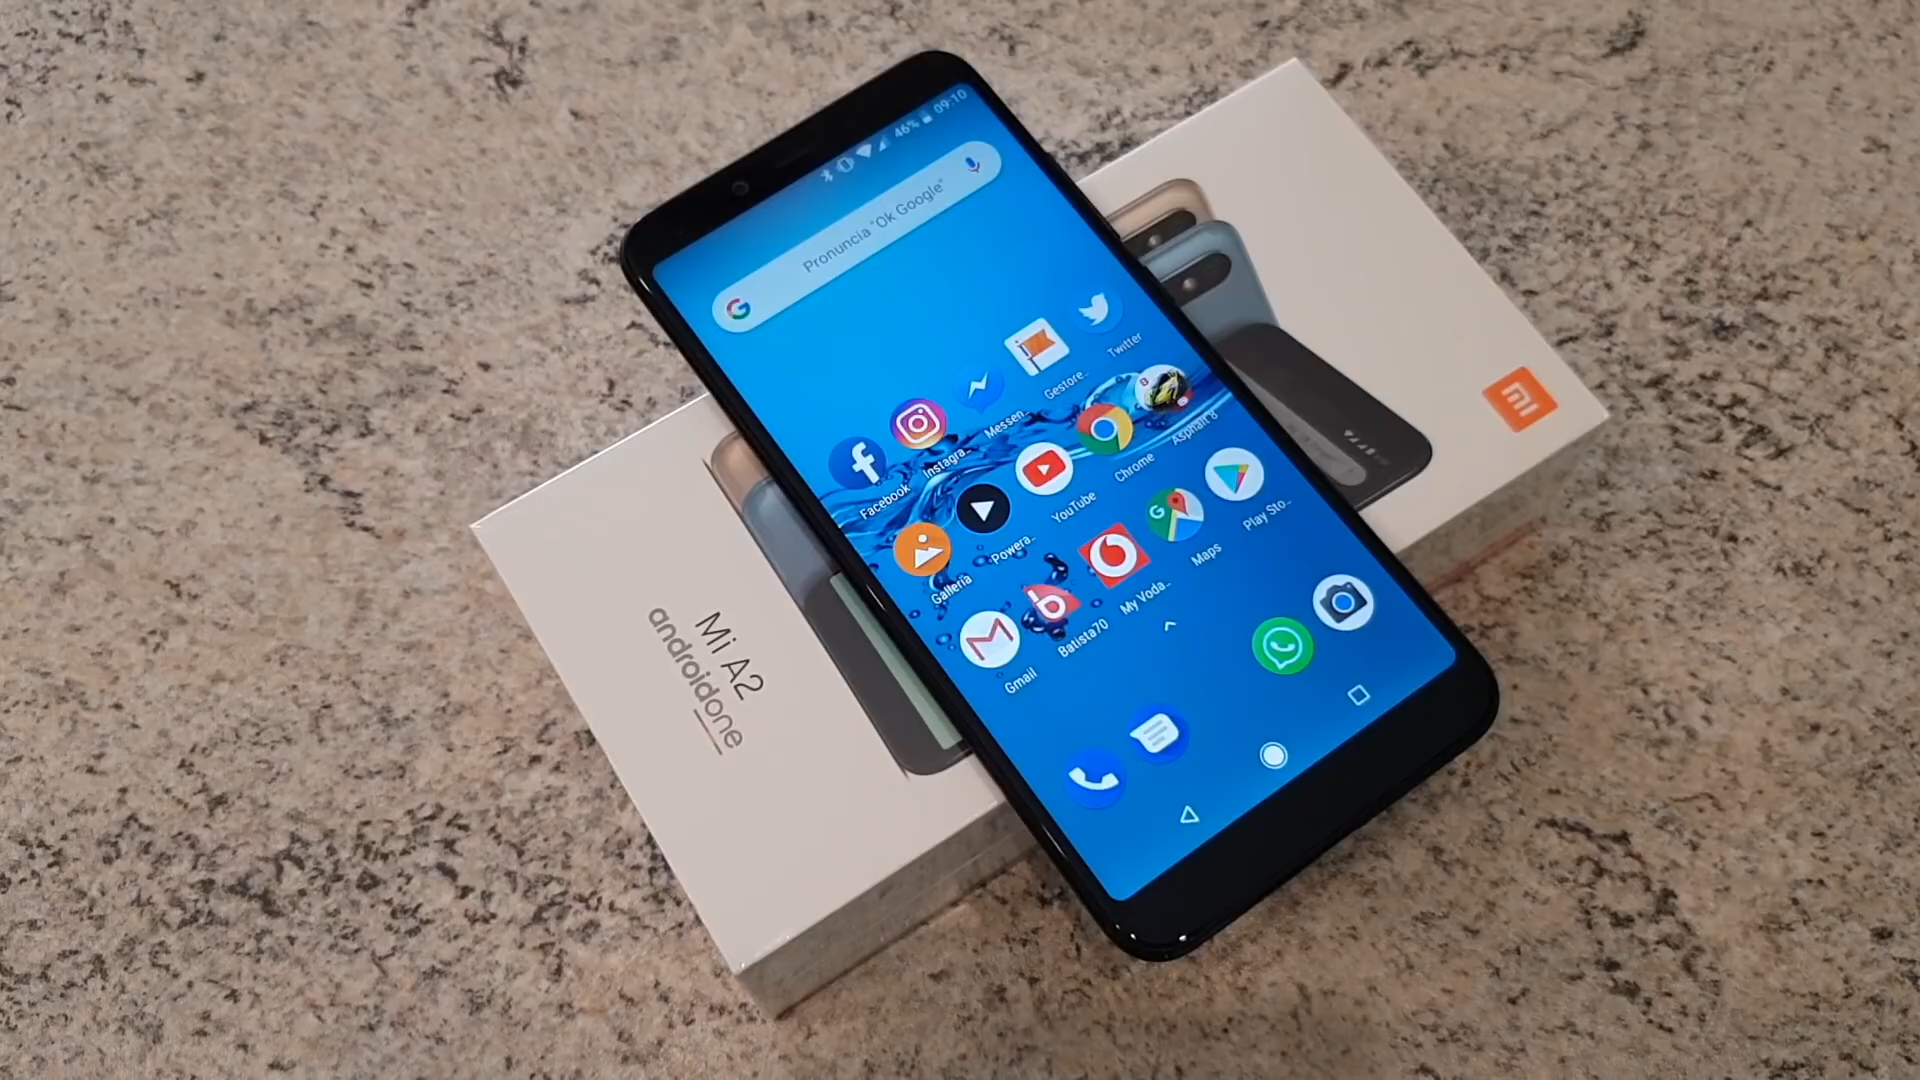 46% 09:10
Pronuncia "Ok Google"
Facebook
Instagra...
Messen...
Gestore...
Twitter
Galleria
Powera...
YouTube
Chrome
Asphalt 8
Gmail
Batista70
My Voda...
Maps
Play Sto...
Mi A2
androidone